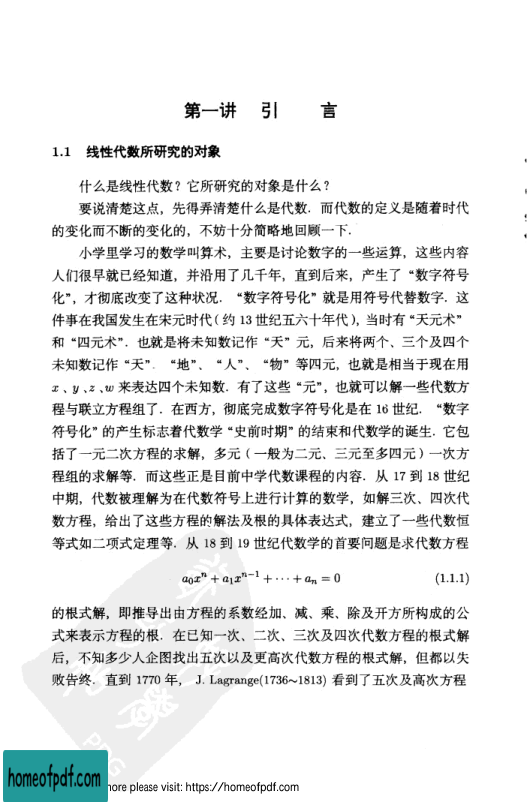 第一讲 引 言
1.1 线性代数所研究的对象
什么是线性代数？它所研究的对象是什么？
要说清楚这点，先得弄清楚什么是代数．而代数的定义是随着时代
的变化而不断的变化的，不妨十分简略地回顾一下．
小学里学习的数学叫算术，主要是讨论数字的一些运算，这些内容
人们很早就已经知道，并沿用了几千年，直到后来，产生了“数字符号
化”，才彻底改变了这种状况．“数字符号化”就是用符号代替数字．这
件事在我国发生在宋元时代（约 13 世纪五六十年代），当时有“天元术”
和“四元术”．也就是将未知数记作“天”元，后来将两个、三个及四个
未知数记作“天”．“地”、“人”、“物”等四元，也就是相当于现在用
x 、y 、z 、w 来表达四个未知数．有了这些“元”，也就可以解一些代数方
程与联立方程组了．在西方，彻底完成数字符号化是在 16 世纪．“数字
符号化”的产生标志着代数学“史前时期”的结束和代数学的诞生．它包
括了一元二次方程的求解，多元（一般为二元、三元至多四元）一次方
程组的求解等．而这些正是目前中学代数课程的内容．从 17 到 18 世纪
中期，代数被理解为在代数符号上进行计算的数学，如解三次、四次代
数方程，给出了这些方程的解法及根的具体表达式，建立了一些代数恒
等式如二项式定理等．从 18 到 19 世纪代数学的首要问题是求代数方程
a₀xⁿ + a₁xⁿ⁻¹ + ··· + aₙ = 0 (1.1.1)
的根式解，即推导出由方程的系数经加、减、乘、除及开方所构成的公
式来表示方程的根．在已知一次、二次、三次及四次代数方程的根式解
后，不知多少人企图找出五次以及更高次代数方程的根式解，但都以失
败告终．直到 1770 年， J. Lagrange(1736~1813) 看到了五次及高次方程
homeofpdf.com
more please visit: https://homeofpdf.com